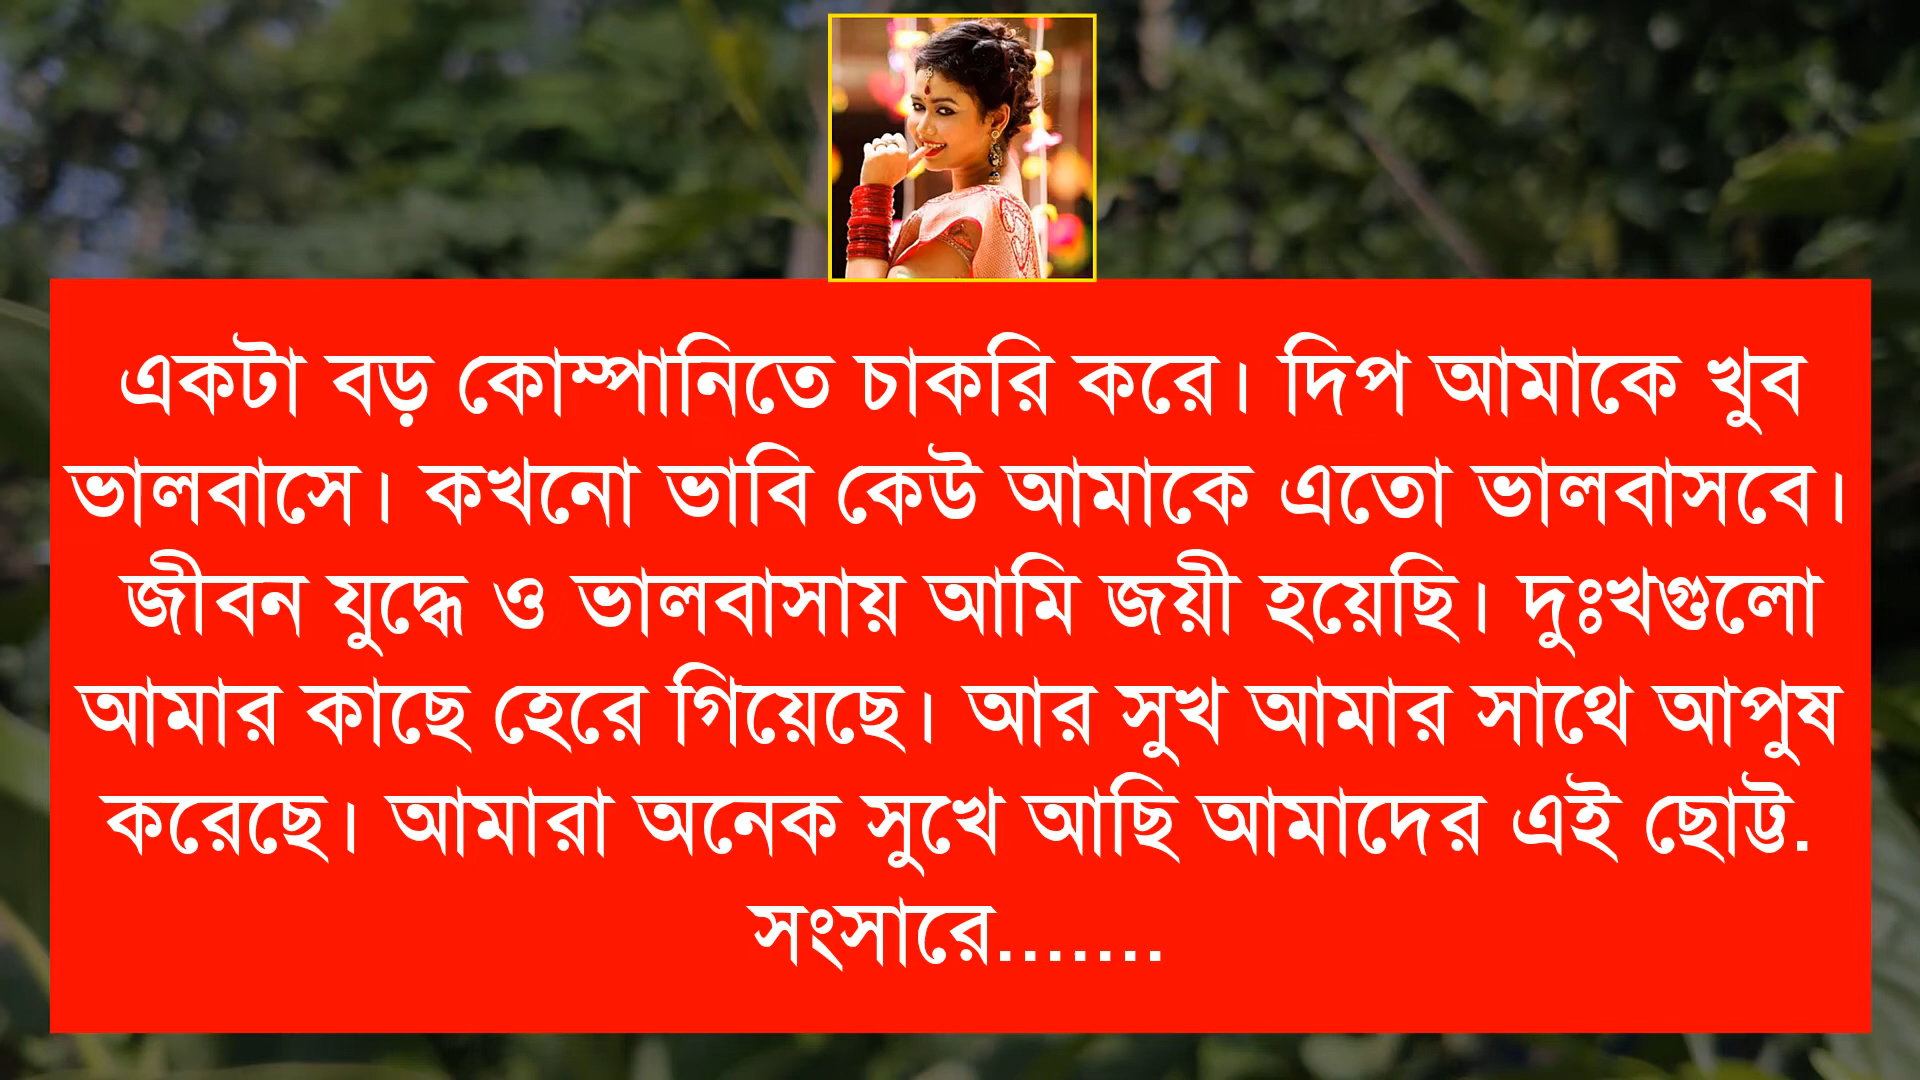 একটা বড় কোম্পানিতে চাকরি করে। দিপ আমাকে খুব
ভালবাসে। কখনো ভাবি কেউ আমাকে এতো ভালবাসবে।
জীবন যুদ্ধে ও ভালবাসায় আমি জয়ী হয়েছি। দুঃখগুলো
আমার কাছে হেরে গিয়েছে। আর সুখ আমার সাথে আপুষ
করেছে। আমারা অনেক সুখে আছি আমাদের এই ছোট্ট.
সংসারে.......